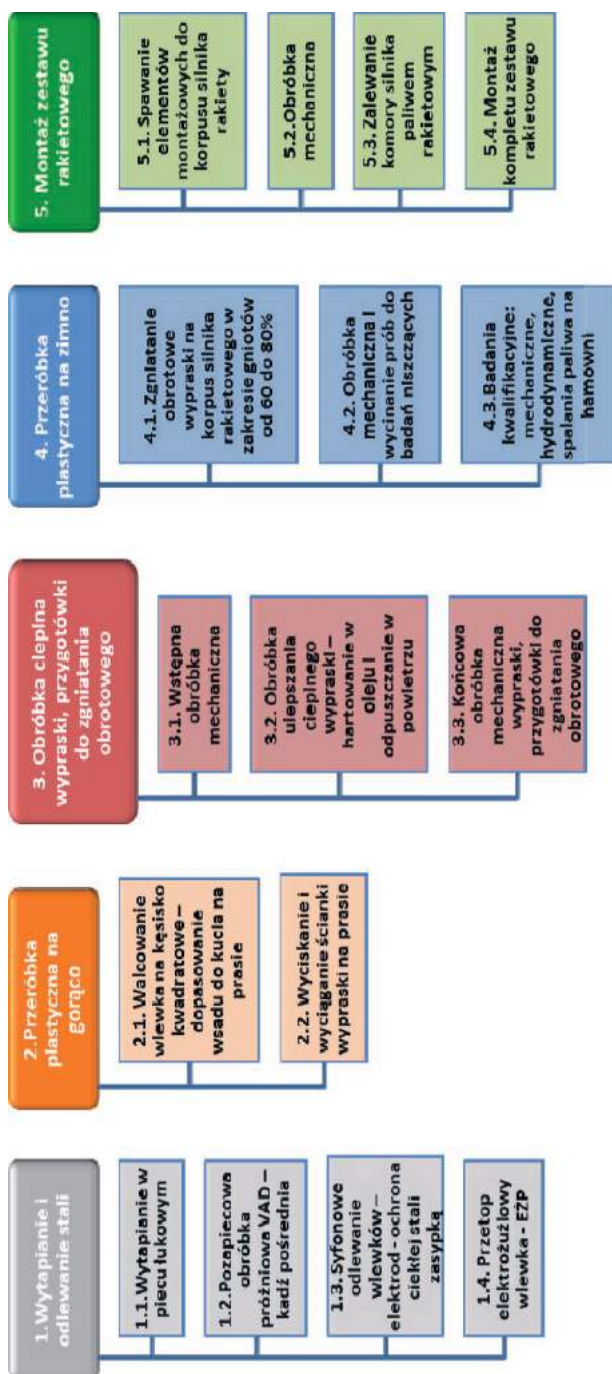 1.Wytapianie i
odlewanie stali
1.1.Wytapianie w
piecu łukowym
1.2.Pozapiecowa
obróbka
próżniowa VAD –
kadź pośrednia
1.3. Syfonowe
odlewanie
wlewków –
elektrod - ochrona
ciekłej stali
zasypką
1.4. Przetop
elektrożużlowy
wlewka - EŻP
2.Przeróbka
plastyczna na
gorąco
2.1. Walcowanie
wlewka na kęsisko
kwadratowe –
dopasowanie
wsadu do kucia na
prasie
2.2. Wyciskanie i
wyciąganie ścianki
wypraski na prasie
3. Obróbka cieplna
wypraski, przygotówki
do zgniatania
obrotowego
3.1. Wstępna
obróbka
mechaniczna
3.2. Obróbka
ulepszania
cieplnego
wypraski –
hartowanie w
oleju i
odpuszczanie w
powietrzu
3.3. Końcowa
obróbka
mechaniczna
wypraski,
przygotówki do
zgniatania
obrotowego
4. Przeróbka
plastyczna na zimno
4.1. Zgniatanie
obrotowe
wypraski na
korpus silnika
rakietowego w
zakresie gniotów
od 60 do 80%
4.2. Obróbka
mechaniczna i
wycinanie prób do
badań niszczących
4.3.Badania
kwalifikacyjne:
mechaniczne,
hydrodynamiczne,
spalania paliwa na
hamowni
5. Montaż zestawu
rakietowego
5.1. Spawanie
elementów
montażowych do
korpusu silnika
rakiety
5.2.Obróbka
mechaniczna
5.3. Zalewanie
komory silnika
paliwem
rakietowym
5.4. Montaż
kompletu zestawu
rakietowego